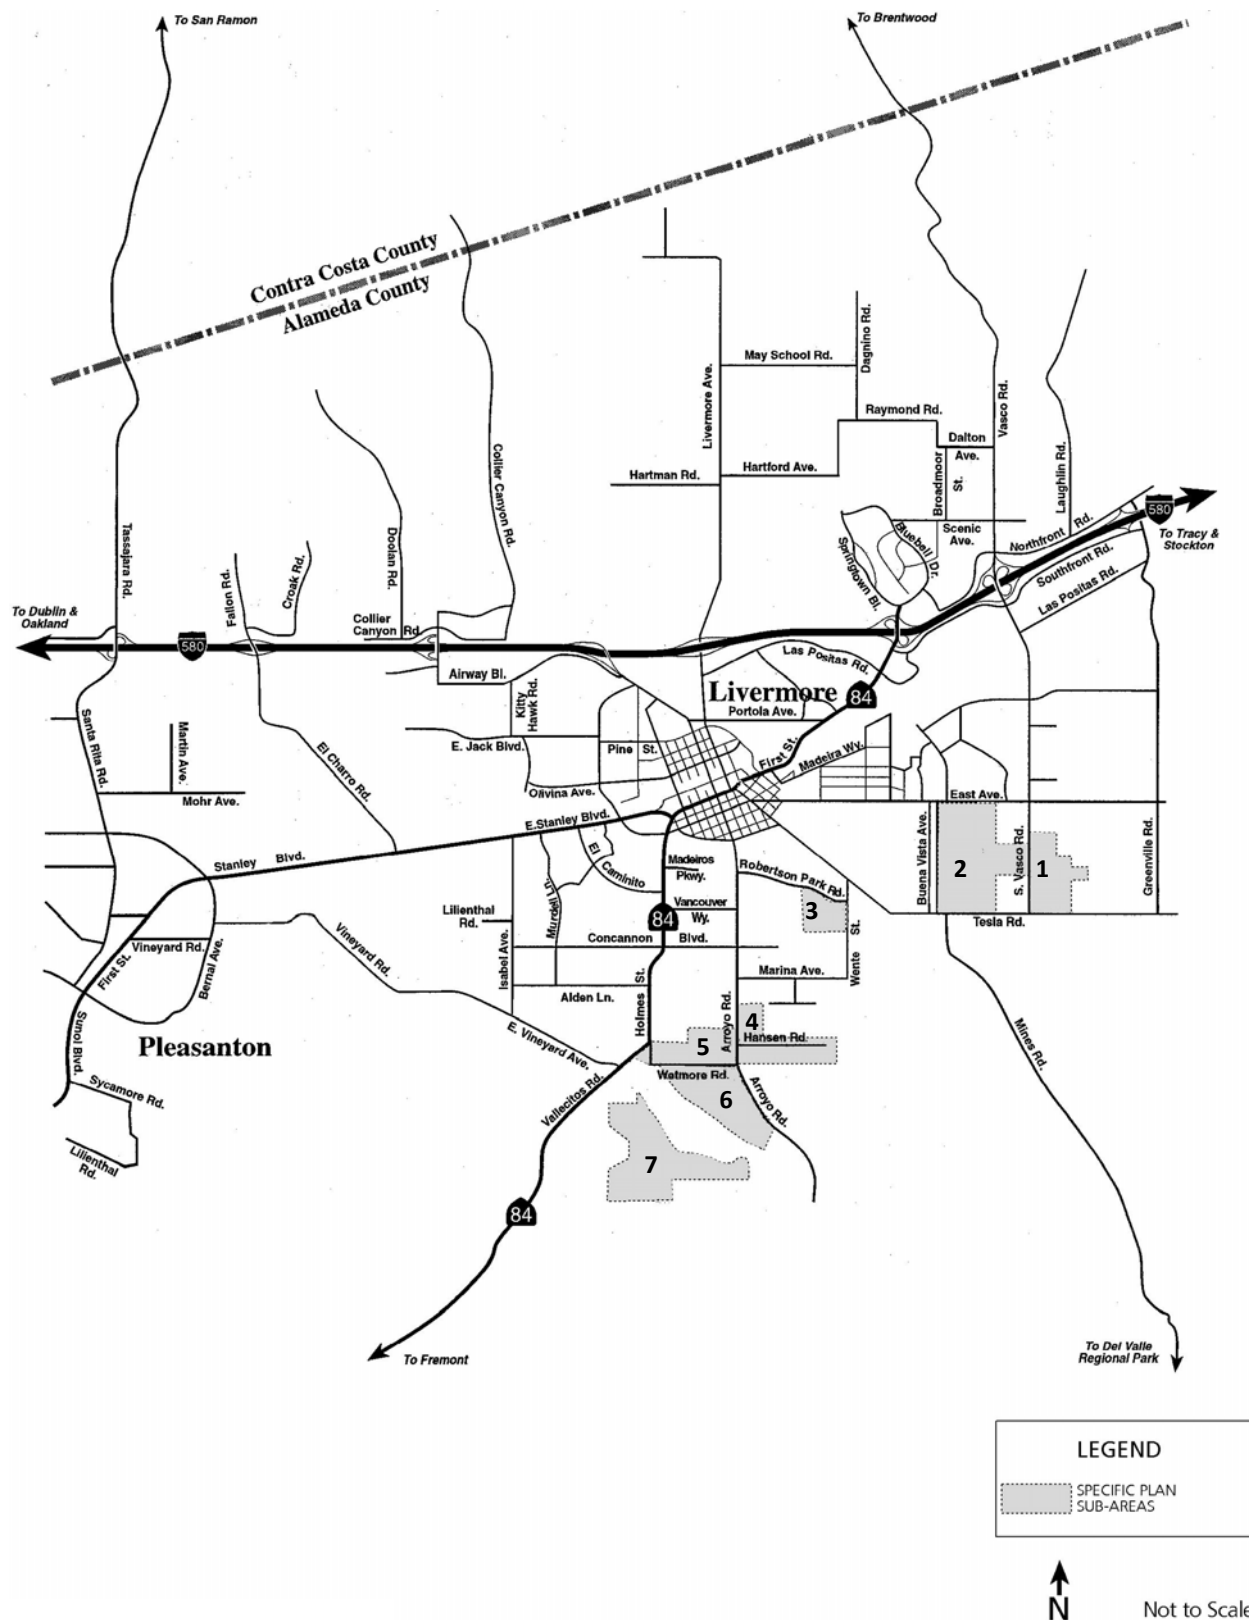 To San Ramon
To Brentwood
Contra Costa County
Alameda County
Dagnino Rd.
May School Rd.
Livermore Ave.
Raymond Rd.
Vasco Rd.
Dalton
Ave.
Broadmoor
St.
Hartford Ave.
Hartman Rd.
Laughlin Rd.
Collier Canyon Rd.
Scenic
Ave.
Bluebell Dr.
Springtown Bl.
Northfront Rd.
580
To Tracy &
Stockton
Southfront Rd.
Las Positas Rd.
Tassajara Rd.
Fallon Rd.
Croak Rd.
Doolan Rd.
To Dublin &
Oakland
580
Collier
Canyon Rd.
Airway Bl.
Las Positas Rd.
Livermore
84
Portola Ave.
Kitty
Hawk Rd.
Santa Rita Rd.
Martin Ave.
El Charro Rd.
E. Jack Blvd.
Pine St.
First St.
Madeira Wy.
Mohr Ave.
Olivina Ave.
East Ave.
E.Stanley Blvd.
Stanley Blvd.
El
Caminito
Madeiros
Pkwy.
Robertson Park Rd.
Buena Vista Ave.
2
S. Vasco Rd.
1
Greenville Rd.
Murdell Ln.
Vancouver
Wy.
84
3
Lilienthal
Rd.
Tesla Rd.
Vineyard Rd.
First St.
Bernal Ave.
Vineyard Rd.
Isabel Ave.
Concannon Blvd.
Wente St.
Marina Ave.
Alden Ln.
Holmes St.
Arroyo Rd.
4
Hansen Rd.
5
E. Vineyard Ave.
Pleasanton
Sunol Blvd.
Mines Rd.
Wetmore Rd.
Sycamore Rd.
Vallecitos Rd.
6
Arroyo Rd.
Lilienthal
Rd.
7
84
To Fremont
To Del Valle
Regional Park
LEGEND
SPECIFIC PLAN
SUB-AREAS
N
Not to Scale